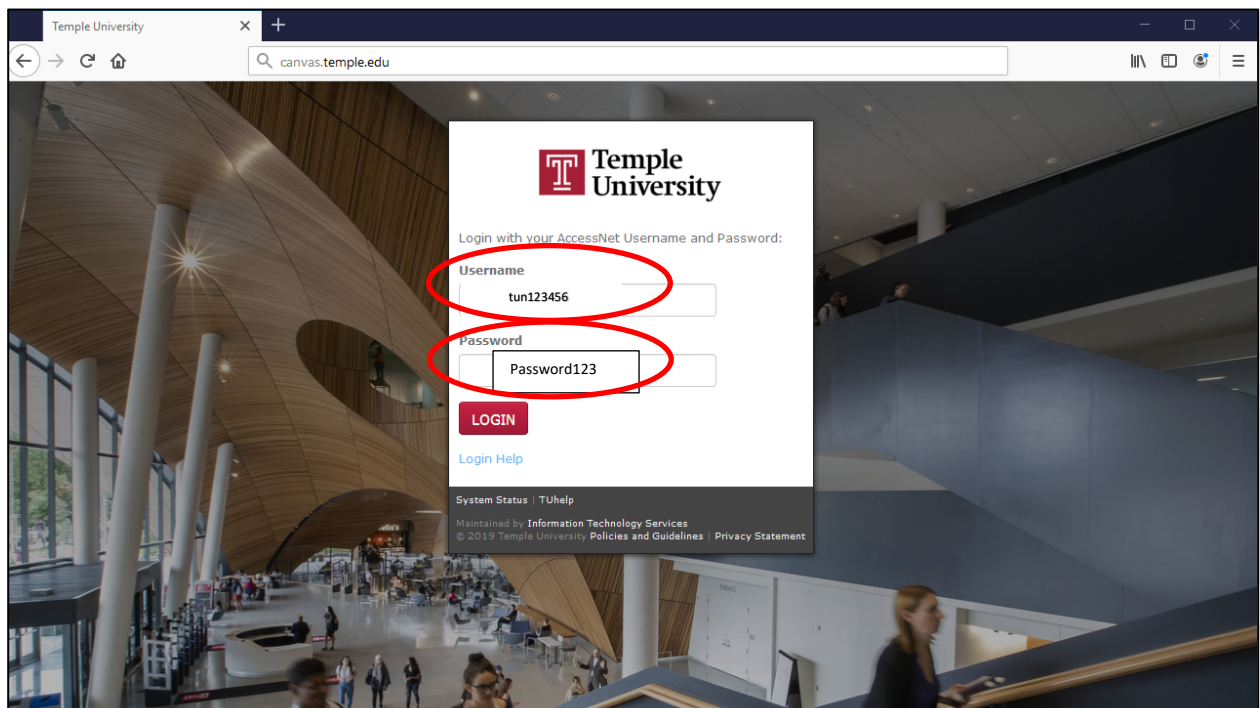 Temple University
canvas.temple.edu
Temple
University
Login with your AccessNet Username and Password:
Username
tun123456
Password
Password123
LOGIN
Login Help
System Status | TUhelp
Maintained by Information Technology Services
© 2019 Temple University Policies and Guidelines | Privacy Statement
EVENTS